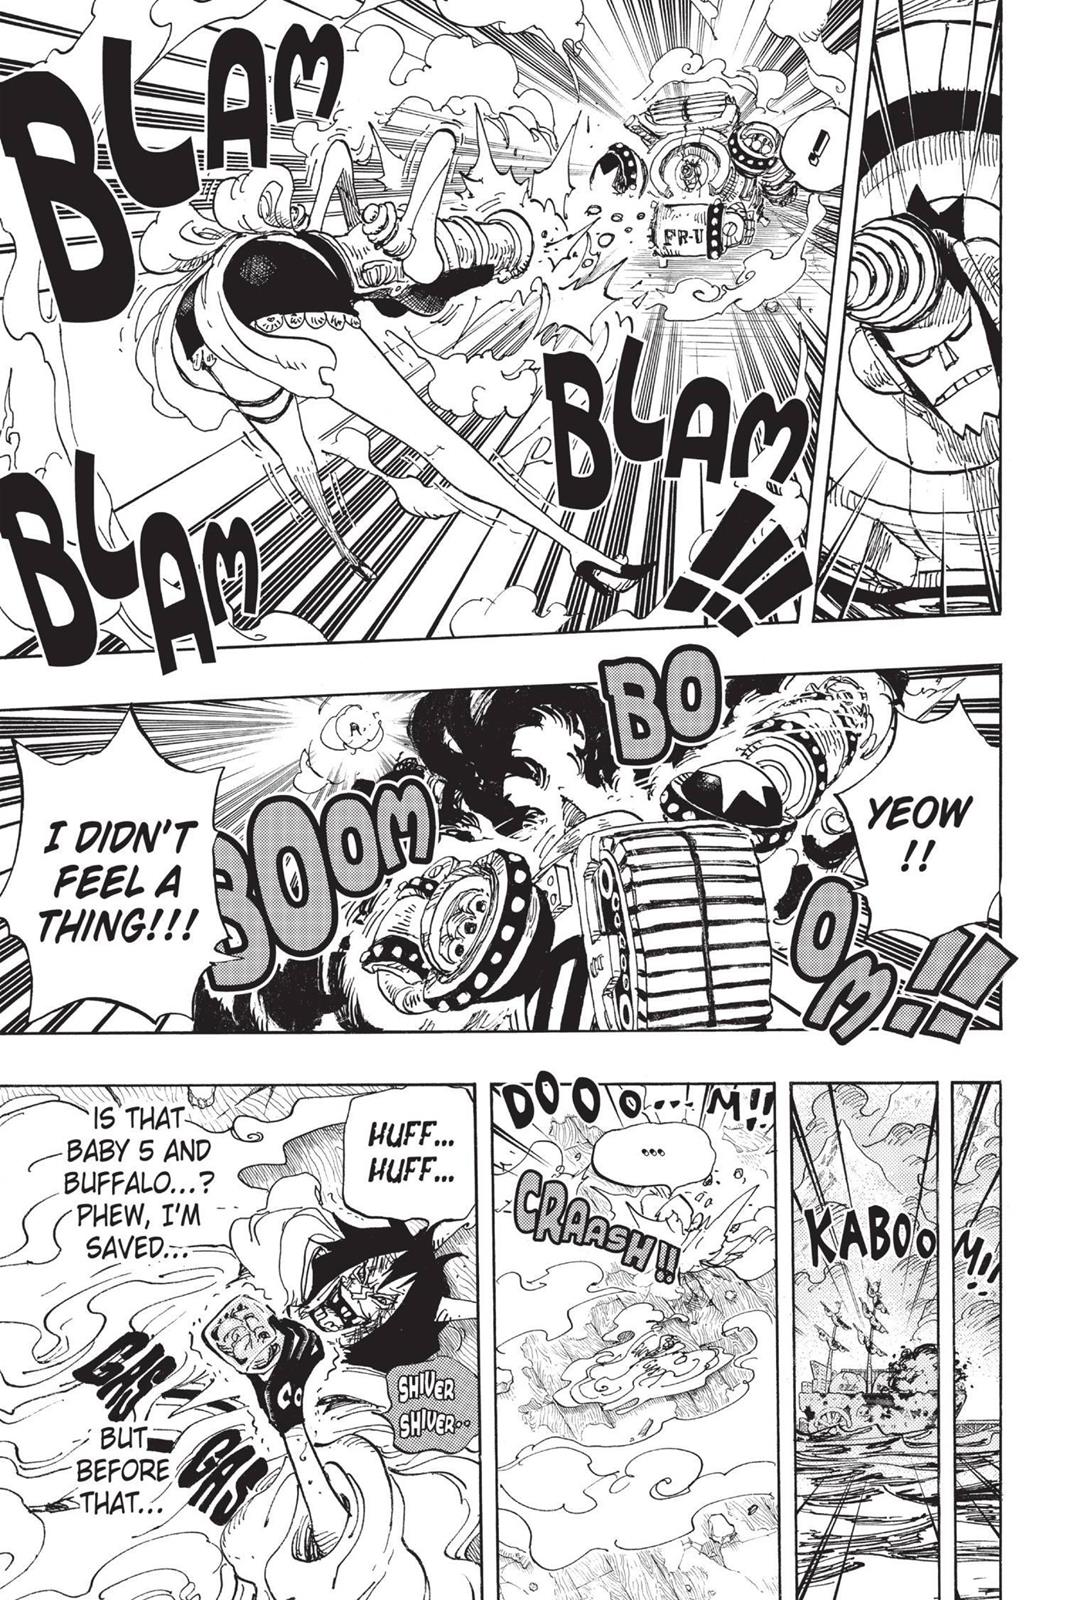 !!
BLAM
FR-U
BLAM
BLAM!!!
YEOW
!!
BO
OM!!
BOOM
I DIDN'T
FEEL A
THING!!!
KABOOM!!
DOOO...M!!
...
CRAASH!!
HUFF...
HUFF...
IS THAT
BABY 5 AND
BUFFALO...?
PHEW, I'M
SAVED...
CO
SHIVER
SHIVER..
GAS
GAS
BUT
BEFORE
THAT...